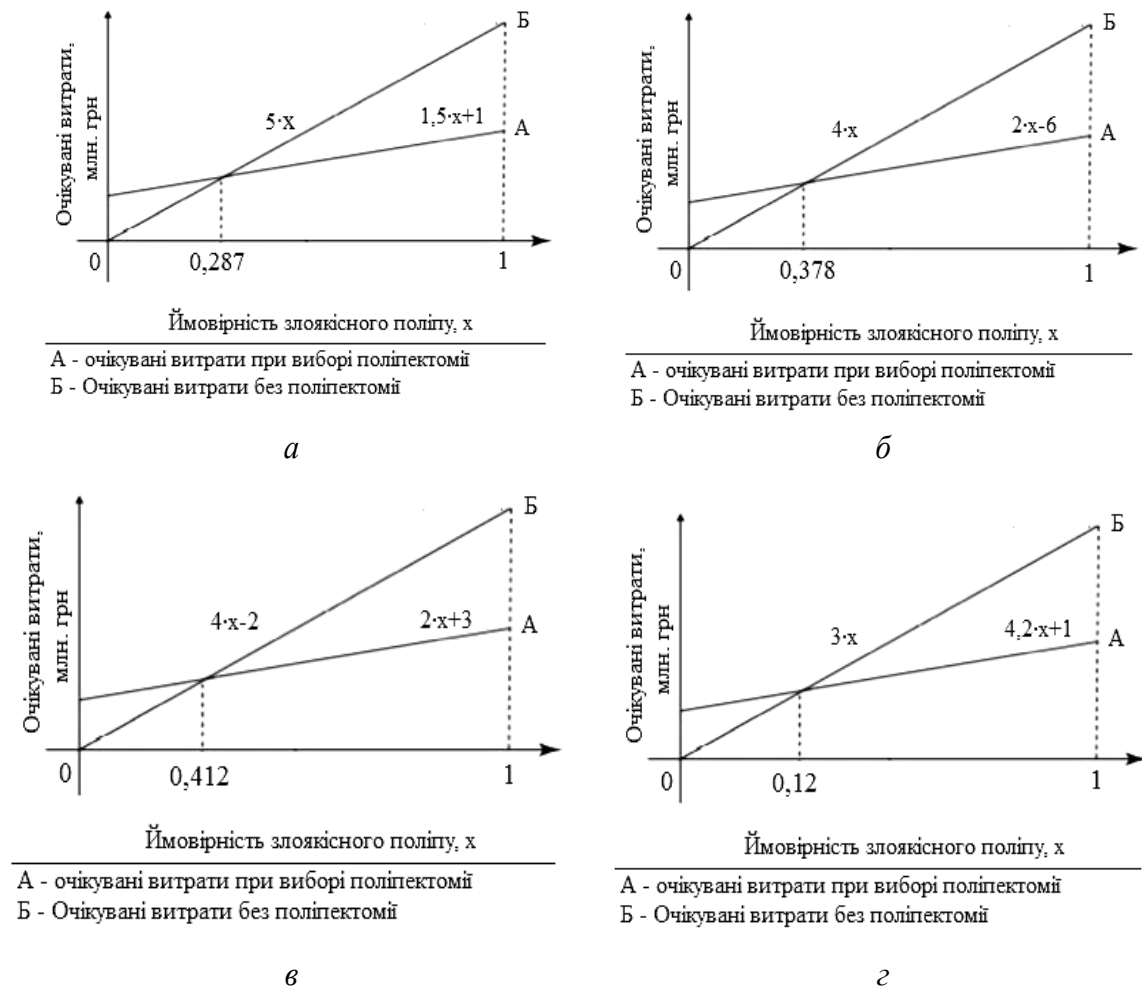 Очікувані витрати,
млн. грн
Б
5·x
1,5·x+1
А
0
0,287
1
Ймовірність злоякісного поліпу, x
А - очікувані витрати при виборі поліпектомії
Б - Очікувані витрати без поліпектомії
а
Очікувані витрати,
млн. грн
Б
4·x
2·x-6
А
0
0,378
1
Ймовірність злоякісного поліпу, x
А - очікувані витрати при виборі поліпектомії
Б - Очікувані витрати без поліпектомії
б
Очікувані витрати,
млн. грн
Б
4·x-2
2·x+3
А
0
0,412
1
Ймовірність злоякісного поліпу, x
А - очікувані витрати при виборі поліпектомії
Б - Очікувані витрати без поліпектомії
в
Очікувані витрати,
млн. грн
Б
3·x
4,2·x+1
А
0
0,12
1
Ймовірність злоякісного поліпу, x
А - очікувані витрати при виборі поліпектомії
Б - Очікувані витрати без поліпектомії
г